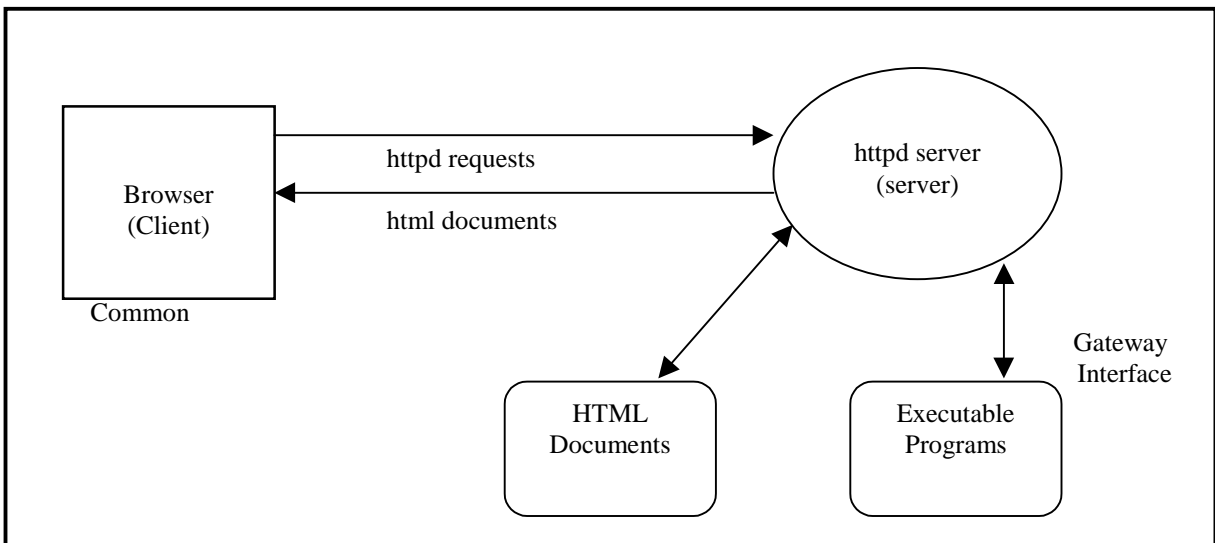 httpd requests
html documents
Browser
(Client)
httpd server
(server)
Common
Gateway
Interface
HTML
Documents
Executable
Programs